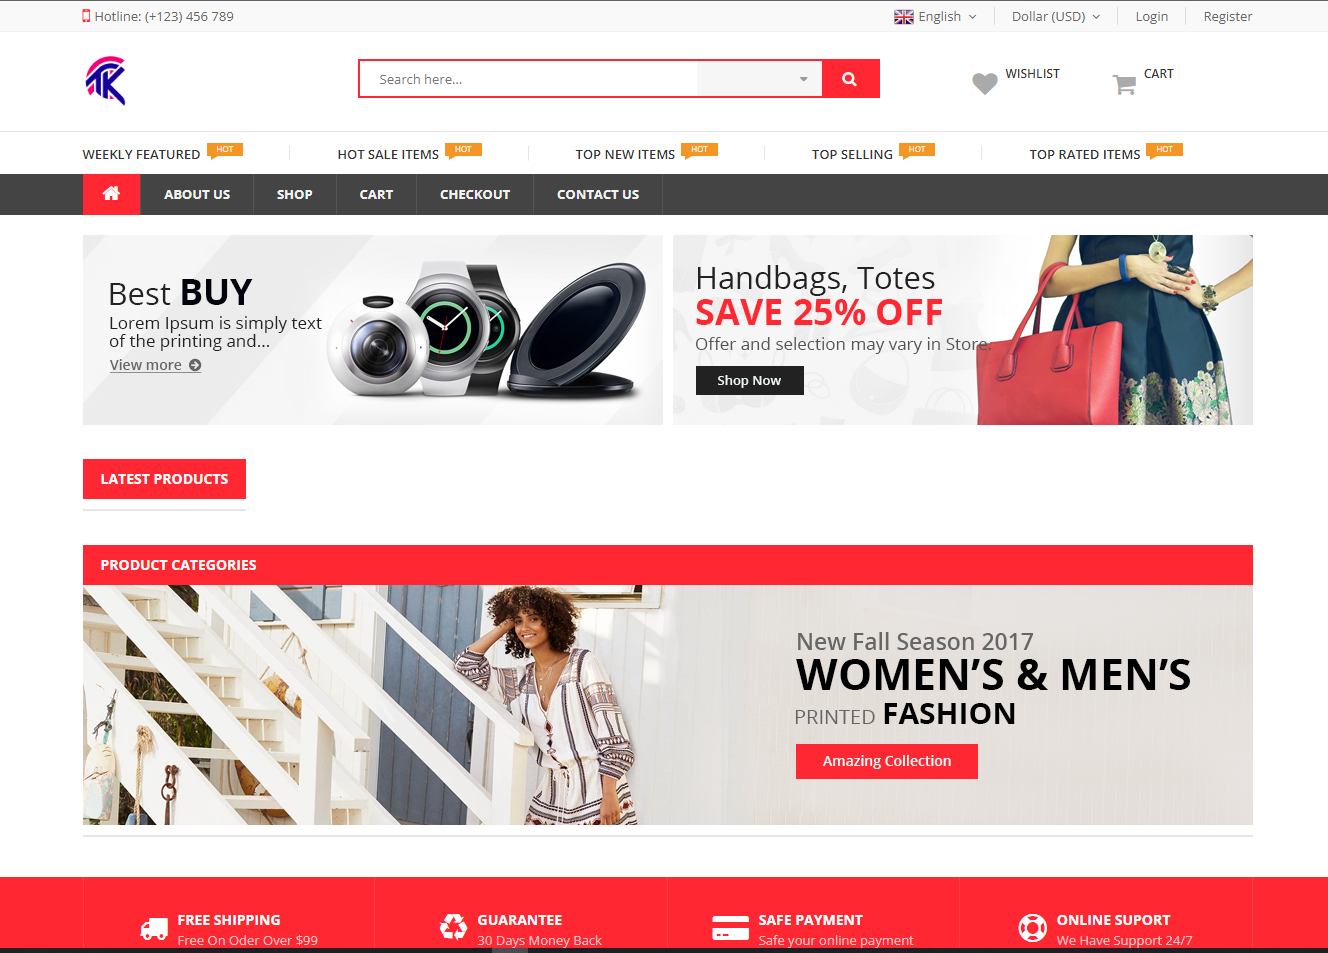 Hotline: (+123) 456 789
English
Dollar (USD)
Login
Register
TK
Search here...
WISHLIST
CART
WEEKLY FEATURED HOT
HOT SALE ITEMS HOT
TOP NEW ITEMS HOT
TOP SELLING HOT
TOP RATED ITEMS HOT
ABOUT US
SHOP
CART
CHECKOUT
CONTACT US
Best BUY
Lorem Ipsum is simply text
of the printing and...
View more
Handbags, Totes
SAVE 25% OFF
Offer and selection may vary in Store.
Shop Now
LATEST PRODUCTS
PRODUCT CATEGORIES
New Fall Season 2017
WOMEN'S & MEN'S
PRINTED FASHION
Amazing Collection
FREE SHIPPING
Free On Oder Over $99
GUARANTEE
30 Days Money Back
SAFE PAYMENT
Safe your online payment
ONLINE SUPORT
We Have Support 24/7